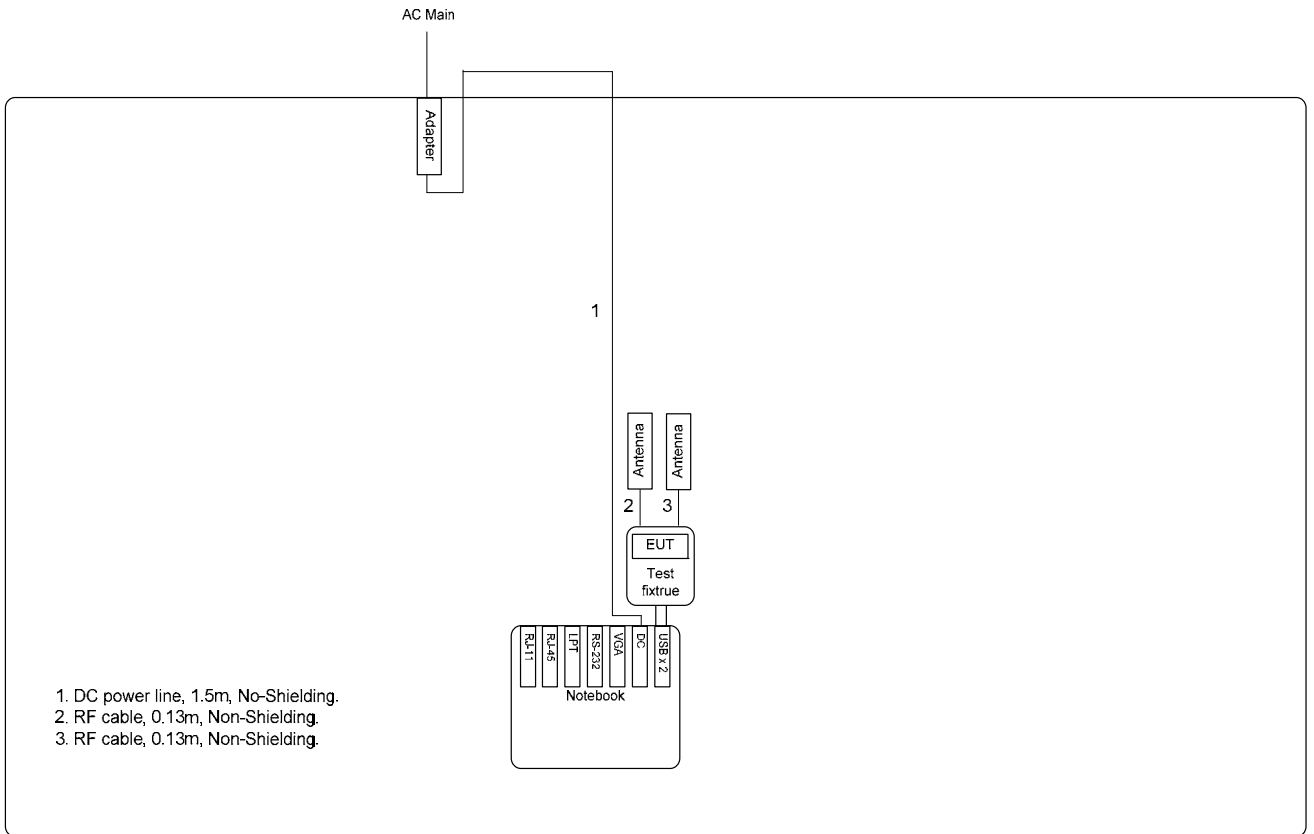 AC Main
Adapter
1
Antenna
Antenna
2
3
EUT
Test
fixtrue
RJ-11
RJ-45
LPT
RS-232
VGA
DC
USB x 2
Notebook
1. DC power line, 1.5m, No-Shielding.
2. RF cable, 0.13m, Non-Shielding.
3. RF cable, 0.13m, Non-Shielding.